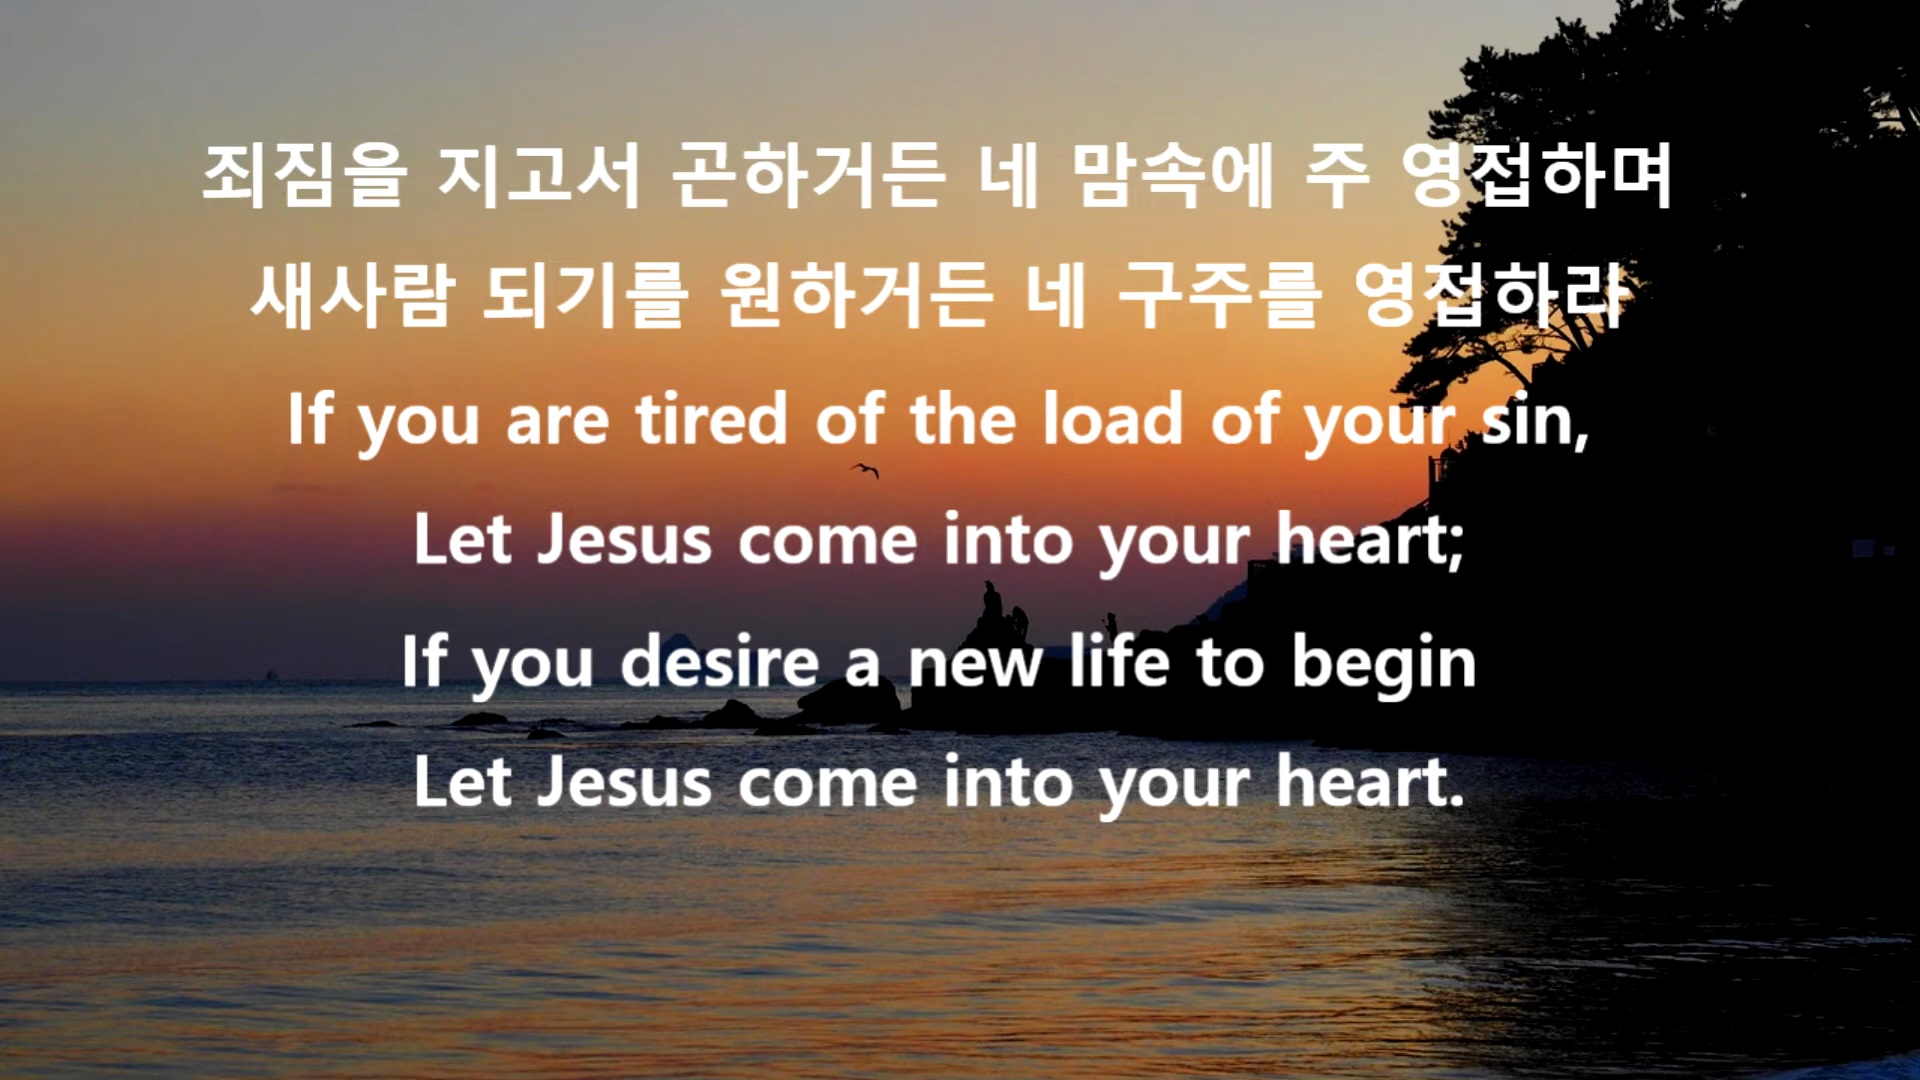 죄짐을 지고서 곤하거든 네 맘속에 주 영접하며
새사람 되기를 원하거든 네 구주를 영접하라
If you are tired of the load of your sin,
Let Jesus come into your heart;
If you desire a new life to begin
Let Jesus come into your heart.